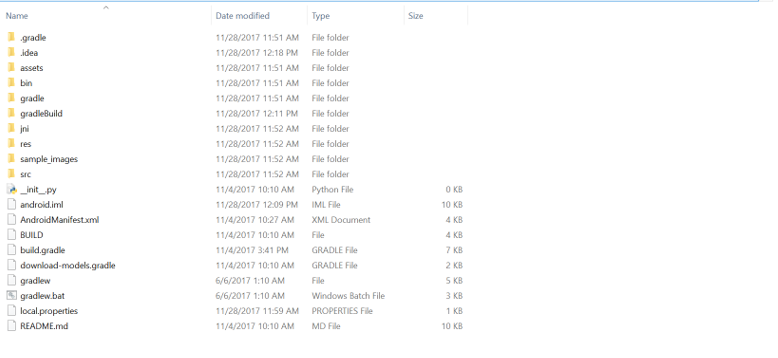 Name Date modified Type Size
.gradle 11/28/2017 11:51 AM File folder
.idea 11/28/2017 12:18 PM File folder
assets 11/28/2017 11:51 AM File folder
bin 11/28/2017 11:51 AM File folder
gradle 11/28/2017 11:51 AM File folder
gradleBuild 11/28/2017 12:11 PM File folder
jni 11/28/2017 11:52 AM File folder
res 11/28/2017 11:52 AM File folder
sample_images 11/28/2017 11:52 AM File folder
src 11/28/2017 11:52 AM File folder
__init__.py 11/4/2017 10:10 AM Python File 0 KB
android.iml 11/28/2017 12:09 PM IML File 10 KB
AndroidManifest.xml 11/4/2017 10:27 AM XML Document 4 KB
BUILD 11/4/2017 10:10 AM File 4 KB
build.gradle 11/4/2017 3:41 PM GRADLE File 7 KB
download-models.gradle 11/4/2017 10:10 AM GRADLE File 2 KB
gradlew 6/6/2017 1:10 AM File 5 KB
gradlew.bat 6/6/2017 1:10 AM Windows Batch File 3 KB
local.properties 11/28/2017 11:59 AM PROPERTIES File 1 KB
README.md 11/4/2017 10:10 AM MD File 10 KB